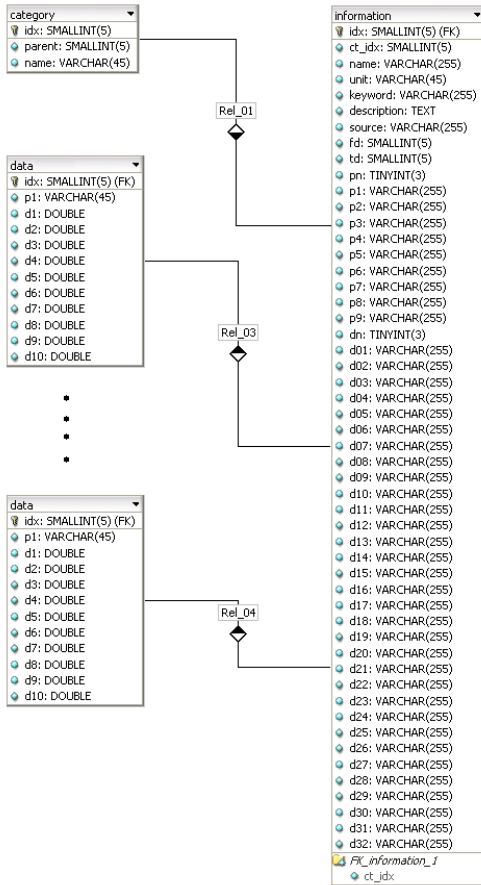 category
idx: SMALLINT(5)
parent: SMALLINT(5)
name: VARCHAR(45)
Rel_01
data
idx: SMALLINT(5) (FK)
p1: VARCHAR(45)
d1: DOUBLE
d2: DOUBLE
d3: DOUBLE
d4: DOUBLE
d5: DOUBLE
d6: DOUBLE
d7: DOUBLE
d8: DOUBLE
d9: DOUBLE
d10: DOUBLE
Rel_03
data
idx: SMALLINT(5) (FK)
p1: VARCHAR(45)
d1: DOUBLE
d2: DOUBLE
d3: DOUBLE
d4: DOUBLE
d5: DOUBLE
d6: DOUBLE
d7: DOUBLE
d8: DOUBLE
d9: DOUBLE
d10: DOUBLE
Rel_04
information
idx: SMALLINT(5) (FK)
ct_idx: SMALLINT(5)
name: VARCHAR(255)
unit: VARCHAR(45)
keyword: VARCHAR(255)
description: TEXT
source: VARCHAR(255)
fd: SMALLINT(5)
td: SMALLINT(5)
pn: TINYINT(3)
p1: VARCHAR(255)
p2: VARCHAR(255)
p3: VARCHAR(255)
p4: VARCHAR(255)
p5: VARCHAR(255)
p6: VARCHAR(255)
p7: VARCHAR(255)
p8: VARCHAR(255)
p9: VARCHAR(255)
dn: TINYINT(3)
d01: VARCHAR(255)
d02: VARCHAR(255)
d03: VARCHAR(255)
d04: VARCHAR(255)
d05: VARCHAR(255)
d06: VARCHAR(255)
d07: VARCHAR(255)
d08: VARCHAR(255)
d09: VARCHAR(255)
d10: VARCHAR(255)
d11: VARCHAR(255)
d12: VARCHAR(255)
d13: VARCHAR(255)
d14: VARCHAR(255)
d15: VARCHAR(255)
d16: VARCHAR(255)
d17: VARCHAR(255)
d18: VARCHAR(255)
d19: VARCHAR(255)
d20: VARCHAR(255)
d21: VARCHAR(255)
d22: VARCHAR(255)
d23: VARCHAR(255)
d24: VARCHAR(255)
d25: VARCHAR(255)
d26: VARCHAR(255)
d27: VARCHAR(255)
d28: VARCHAR(255)
d29: VARCHAR(255)
d30: VARCHAR(255)
d31: VARCHAR(255)
d32: VARCHAR(255)
FK_information_1
ct_idx